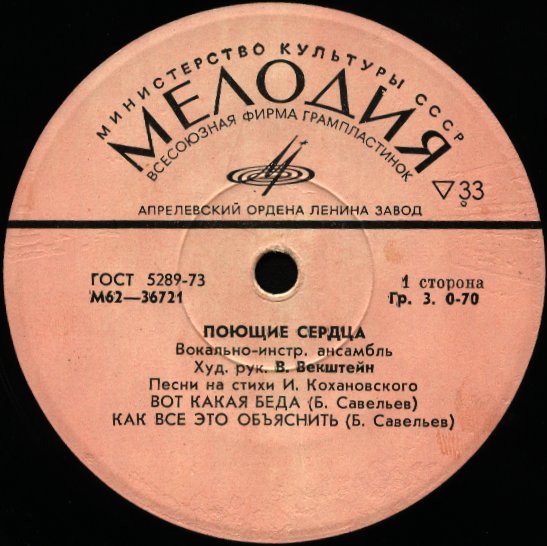 МИНИСТЕРСТВО КУЛЬТУРЫ СССР
МЕЛОДИЯ
ВСЕСОЮЗНАЯ ФИРМА ГРАМПЛАСТИНОК
▽33
АПРЕЛЕВСКИЙ ОРДЕНА ЛЕНИНА ЗАВОД
ГОСТ 5289-73
М62—36721
1 сторона
Гр. 3. 0-70
ПОЮЩИЕ СЕРДЦА
Вокально-инстр. ансамбль
Худ. рук. В. Векштейн
Песни на стихи И. Кохановского
ВОТ КАКАЯ БЕДА (Б. Савельев)
КАК ВСЕ ЭТО ОБЪЯСНИТЬ (Б. Савельев)